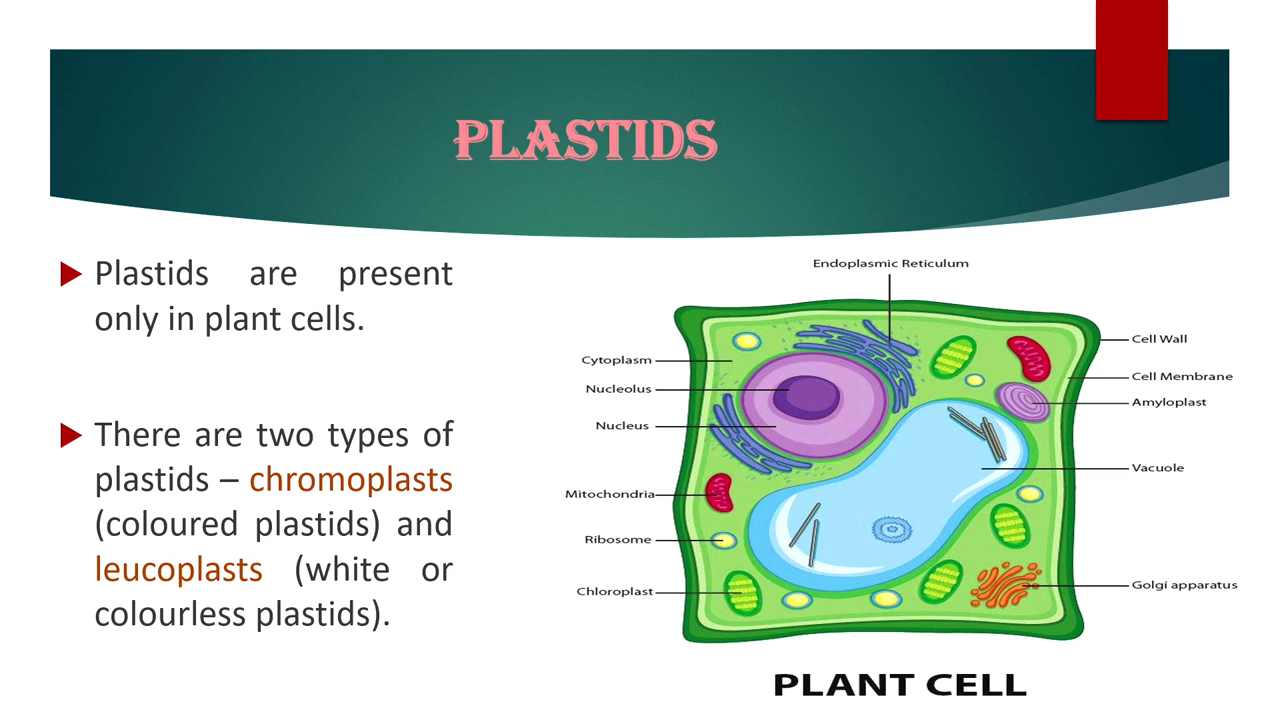 PLASTIDS
Plastids are present
only in plant cells.
There are two types of
plastids – chromoplasts
(coloured plastids) and
leucoplasts (white or
colourless plastids).
Endoplasmic Reticulum
Cytoplasm
Nucleolus
Nucleus
Mitochondria
Ribosome
Chloroplast
Cell Wall
Cell Membrane
Amyloplast
Vacuole
Golgi apparatus
PLANT CELL